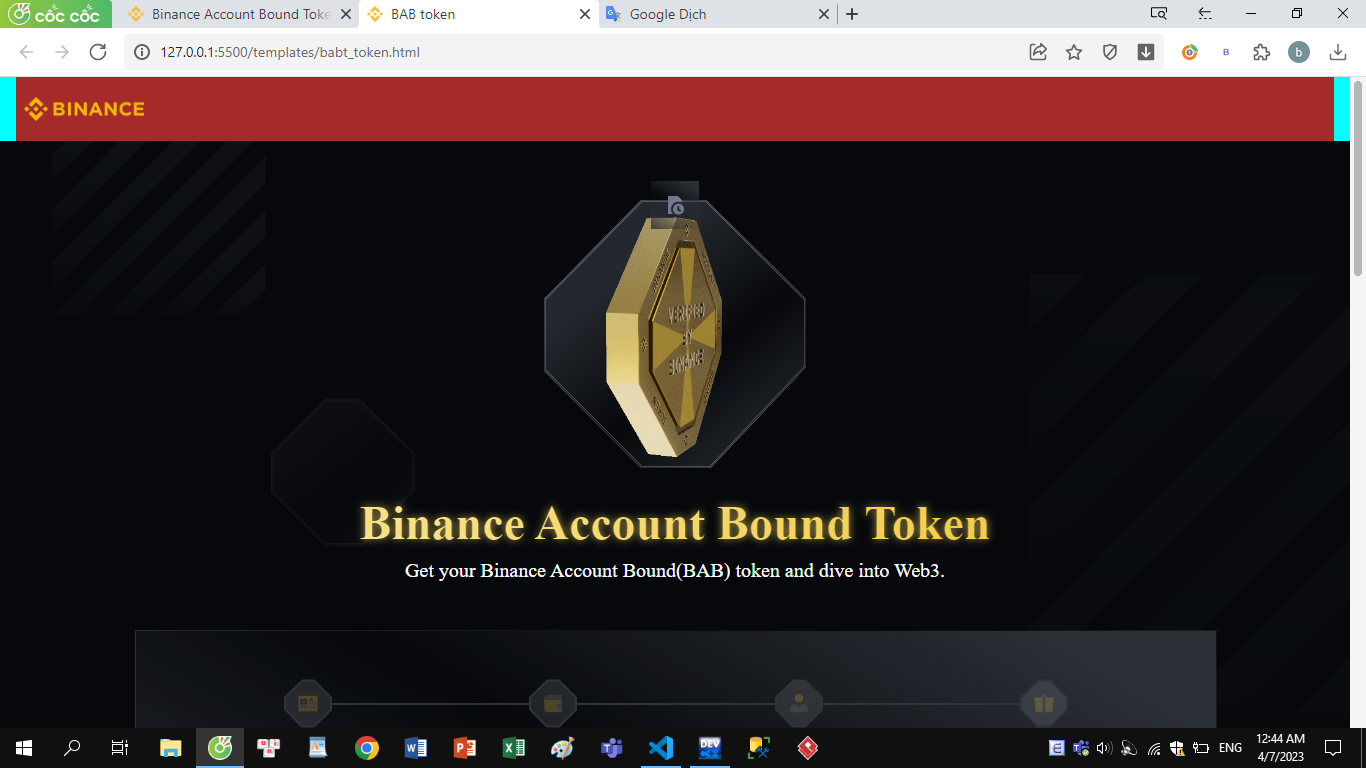 cốc cốc
Binance Account Bound Toke
BAB token
Google Dịch
127.0.0.1:5500/templates/babt_token.html
B
b
BINANCE
VERIFIED
BY
BINANCE
Binance Account Bound Token
Get your Binance Account Bound(BAB) token and dive into Web3.
DEV
ENG
12:44 AM
4/7/2023